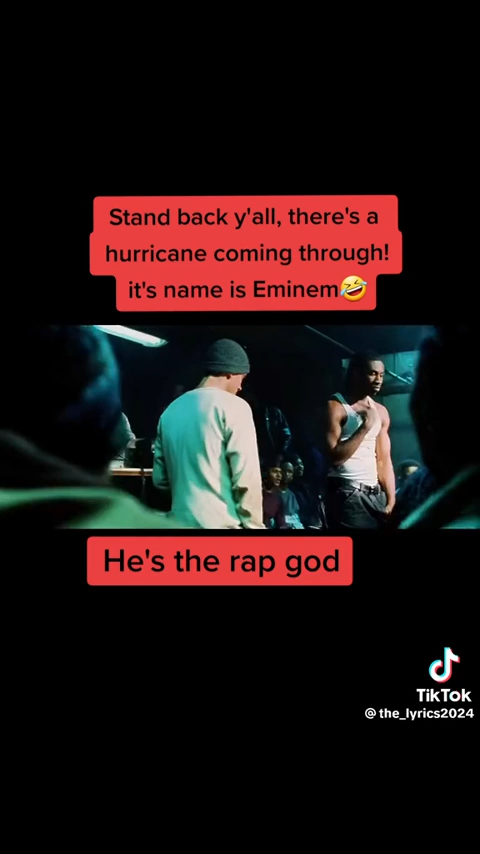 Stand back y'all, there's a
hurricane coming through!
it's name is Eminem🤣
He's the rap god
TikTok
@the_lyrics2024